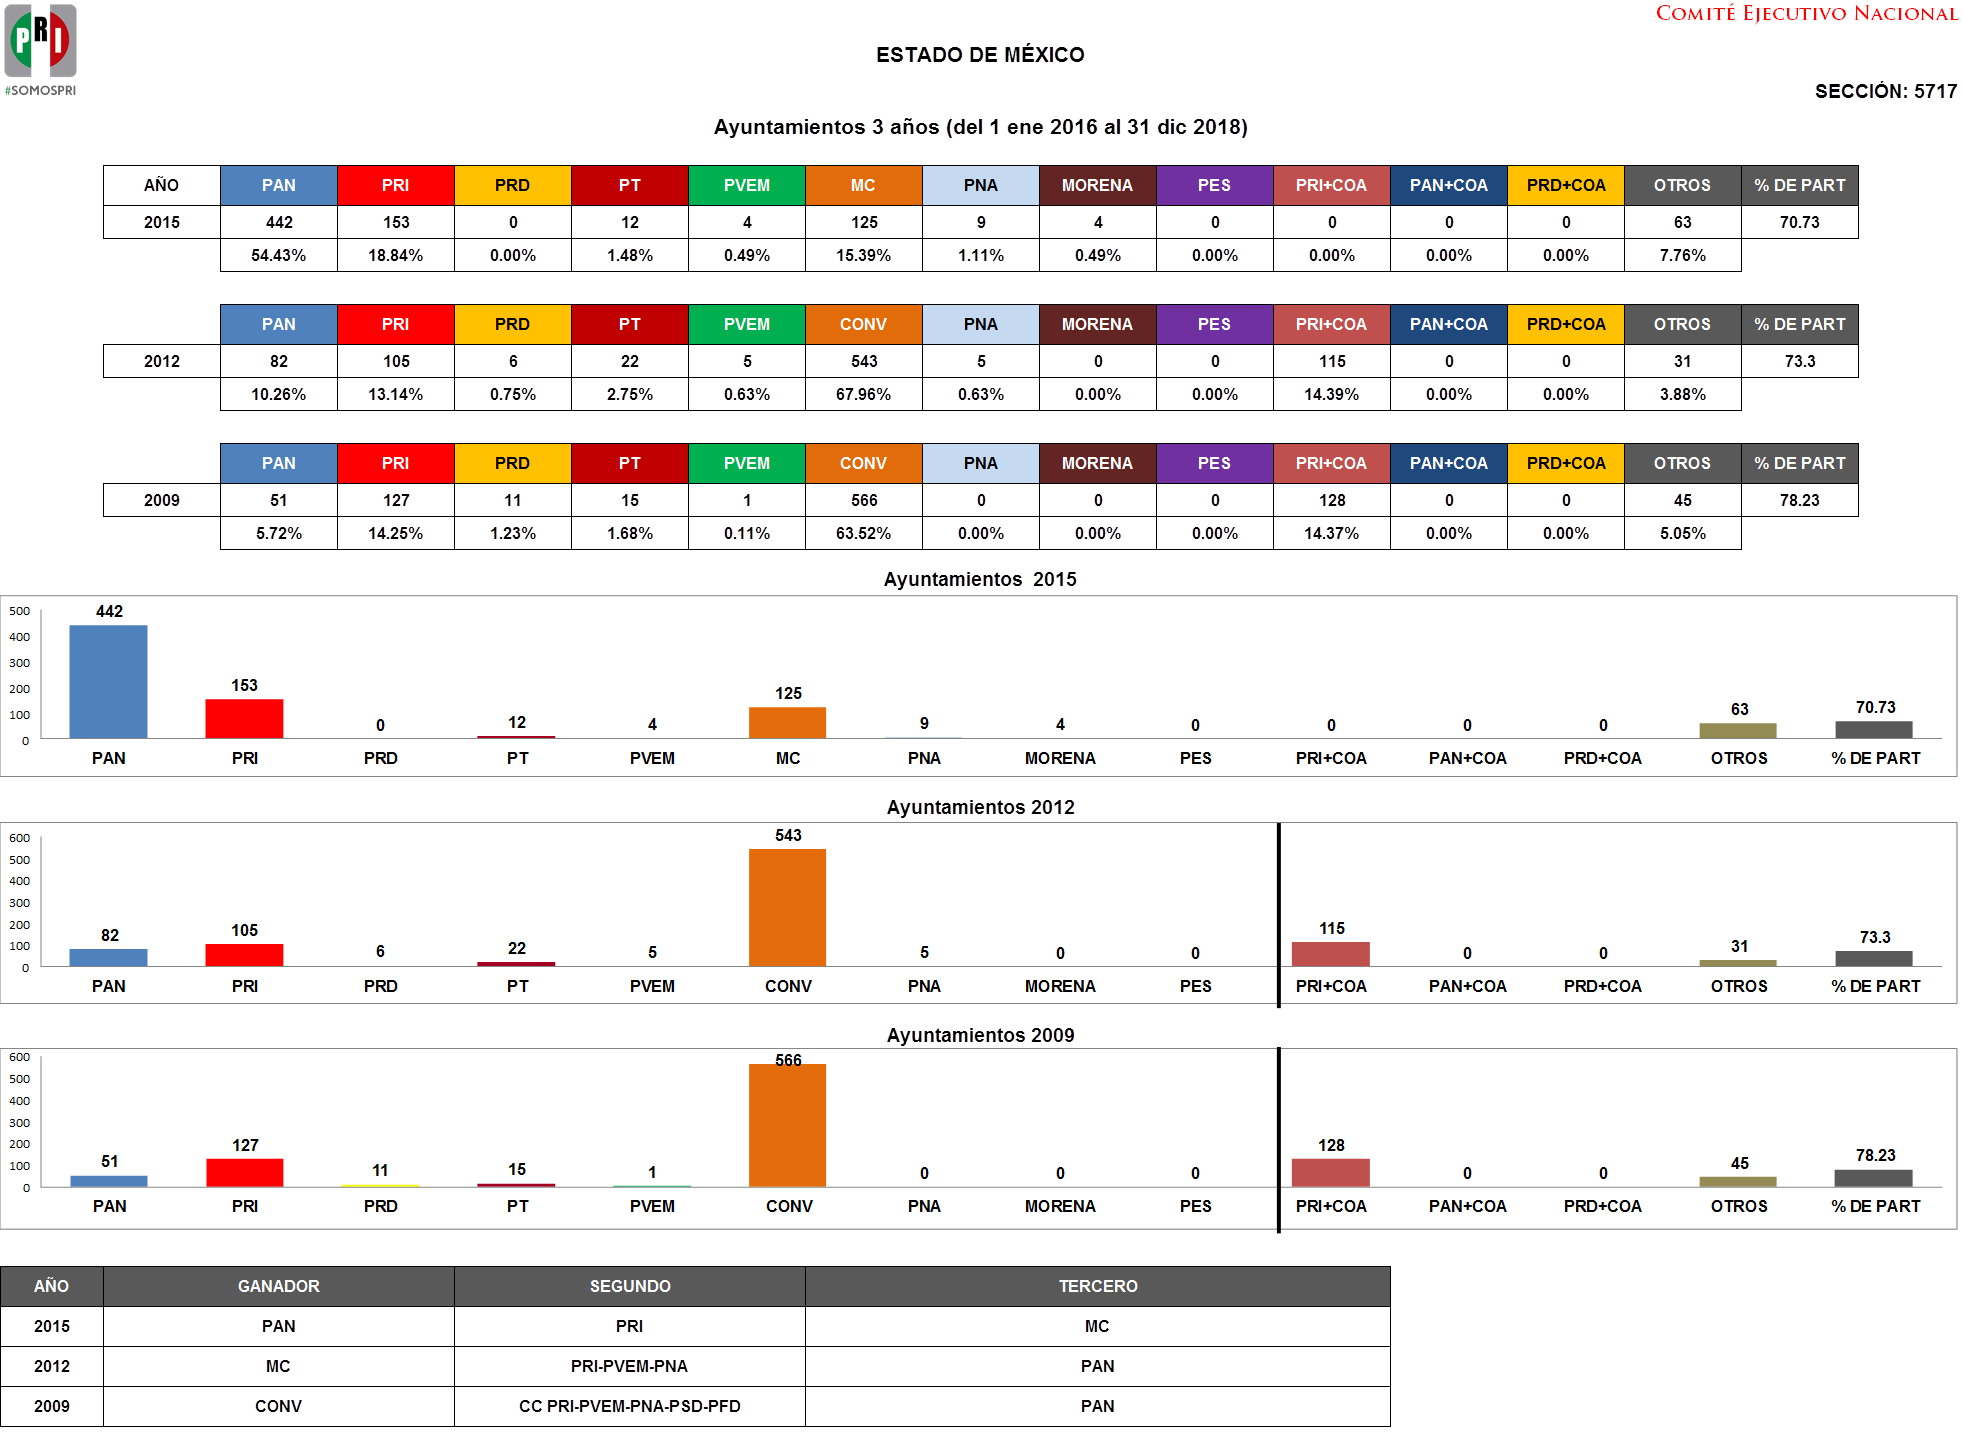 PRI
#SOMOSPRI
COMITÉ EJECUTIVO NACIONAL
ESTADO DE MÉXICO
SECCIÓN: 5717
Ayuntamientos 3 años (del 1 ene 2016 al 31 dic 2018)
AÑO PAN PRI PRD PT PVEM MC PNA MORENA PES PRI+COA PAN+COA PRD+COA OTROS % DE PART
2015 442 153 0 12 4 125 9 4 0 0 0 0 63 70.73
54.43% 18.84% 0.00% 1.48% 0.49% 15.39% 1.11% 0.49% 0.00% 0.00% 0.00% 0.00% 7.76%
PAN PRI PRD PT PVEM CONV PNA MORENA PES PRI+COA PAN+COA PRD+COA OTROS % DE PART
2012 82 105 6 22 5 543 5 0 0 115 0 0 31 73.3
10.26% 13.14% 0.75% 2.75% 0.63% 67.96% 0.63% 0.00% 0.00% 14.39% 0.00% 0.00% 3.88%
PAN PRI PRD PT PVEM CONV PNA MORENA PES PRI+COA PAN+COA PRD+COA OTROS % DE PART
2009 51 127 11 15 1 566 0 0 0 128 0 0 45 78.23
5.72% 14.25% 1.23% 1.68% 0.11% 63.52% 0.00% 0.00% 0.00% 14.37% 0.00% 0.00% 5.05%
Ayuntamientos 2015
500
400
300
200
100
0
442 153 0 12 4 125 9 4 0 0 0 0 63 70.73
PAN PRI PRD PT PVEM MC PNA MORENA PES PRI+COA PAN+COA PRD+COA OTROS % DE PART
Ayuntamientos 2012
600
500
400
300
200
100
0
82 105 6 22 5 543 5 0 0 115 0 0 31 73.3
PAN PRI PRD PT PVEM CONV PNA MORENA PES PRI+COA PAN+COA PRD+COA OTROS % DE PART
Ayuntamientos 2009
600
500
400
300
200
100
0
51 127 11 15 1 566 0 0 0 128 0 0 45 78.23
PAN PRI PRD PT PVEM CONV PNA MORENA PES PRI+COA PAN+COA PRD+COA OTROS % DE PART
AÑO GANADOR SEGUNDO TERCERO
2015 PAN PRI MC
2012 MC PRI-PVEM-PNA PAN
2009 CONV CC PRI-PVEM-PNA-PSD-PFD PAN